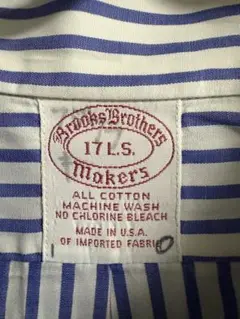 Brooks Brothers
17 L.S.
Makers
ALL COTTON
MACHINE WASH
NO CHLORINE BLEACH
MADE IN U.S.A.
OF IMPORTED FABRIC